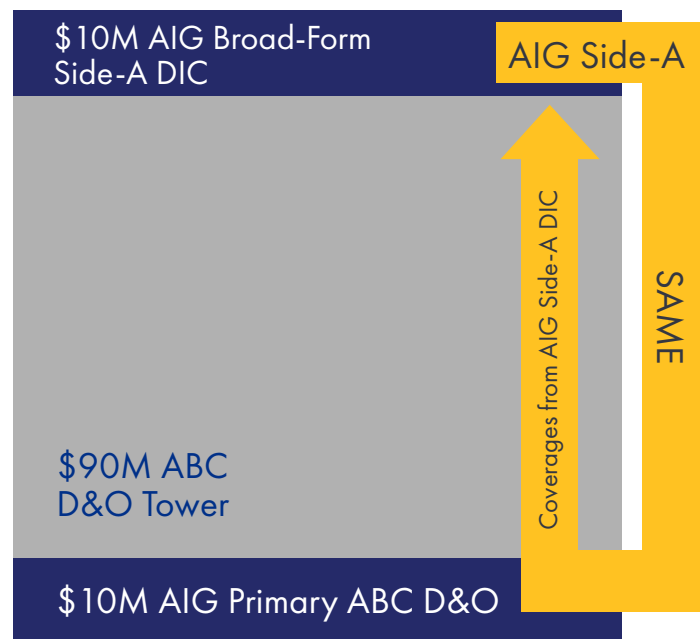 $10M AIG Broad-Form
Side-A DIC
AIG Side-A
Coverages from AIG Side-A DIC
SAME
$90M ABC
D&O Tower
$10M AIG Primary ABC D&O